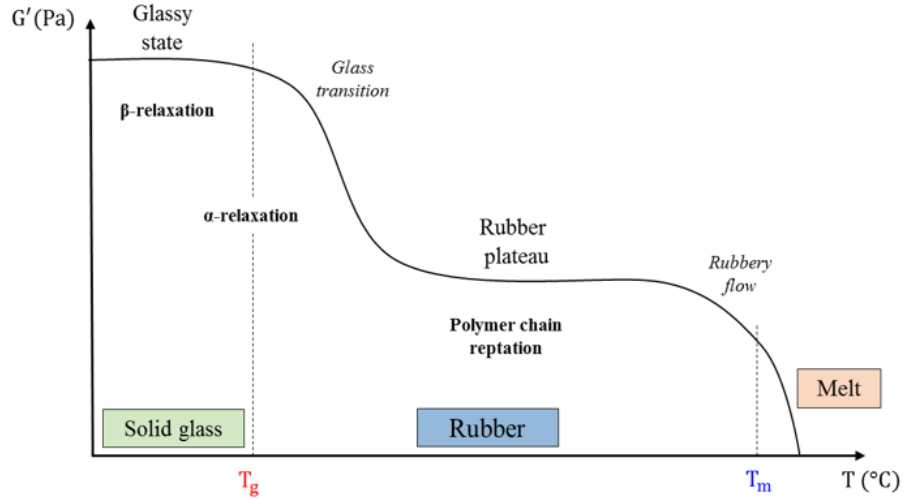 G′(Pa)
Glassy
state
Glass
transition
β-relaxation
α-relaxation
Rubber
plateau
Rubbery
flow
Polymer chain
reptation
Melt
Solid glass
Rubber
Tg
Tm
T (°C)